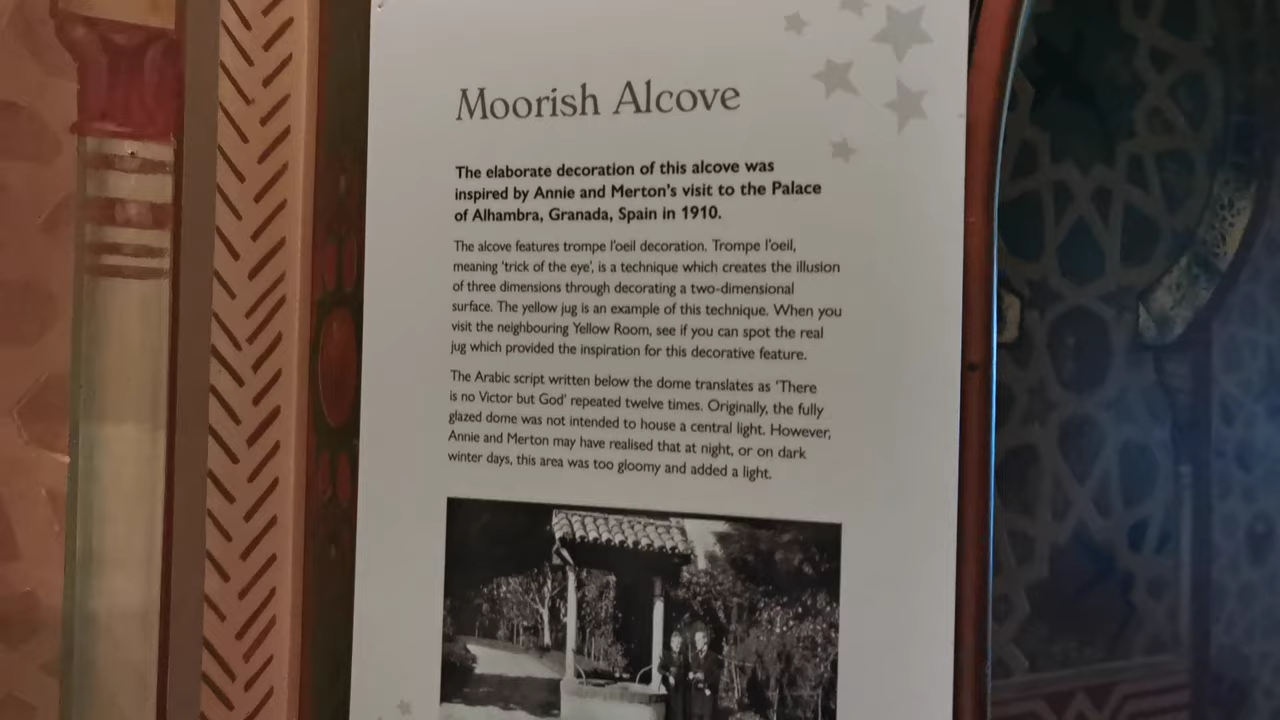 Moorish Alcove
The elaborate decoration of this alcove was
inspired by Annie and Merton's visit to the Palace
of Alhambra, Granada, Spain in 1910.
The alcove features trompe l'oeil decoration. Trompe l'oeil,
meaning 'trick of the eye', is a technique which creates the illusion
of three dimensions through decorating a two-dimensional
surface. The yellow jug is an example of this technique. When you
visit the neighbouring Yellow Room, see if you can spot the real
jug which provided the inspiration for this decorative feature.
The Arabic script written below the dome translates as 'There
is no Victor but God' repeated twelve times. Originally, the fully
glazed dome was not intended to house a central light. However,
Annie and Merton may have realised that at night, or on dark
winter days, this area was too gloomy and added a light.